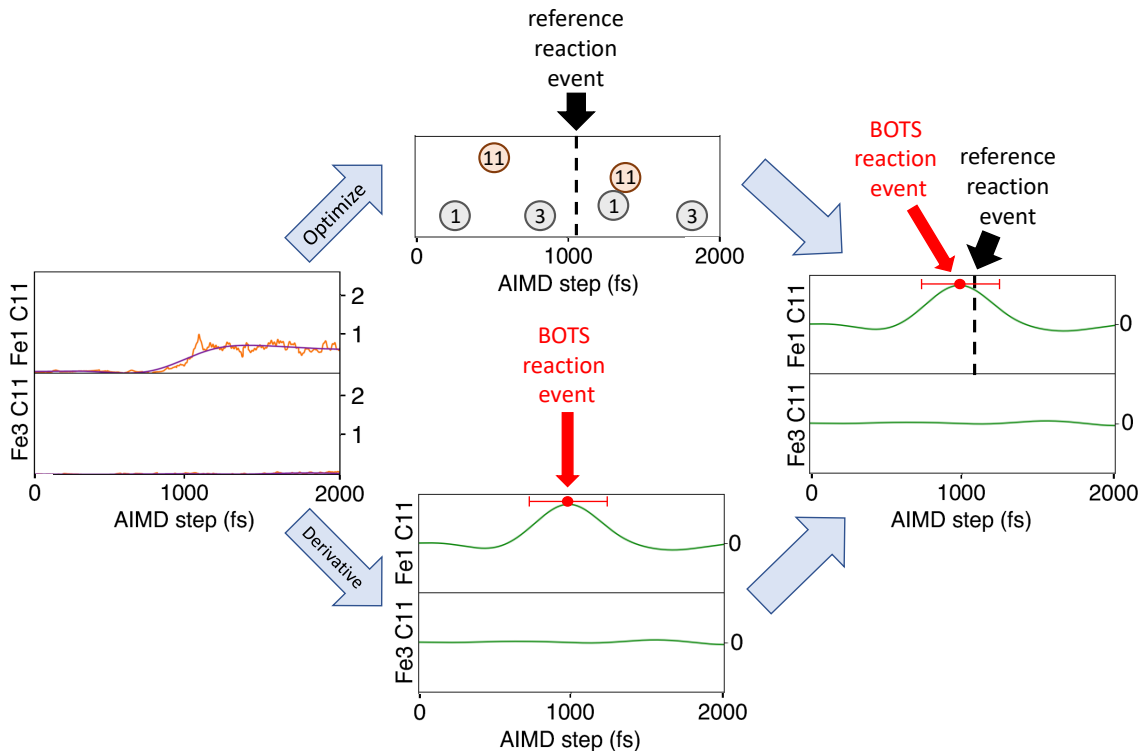 reference
reaction
event
Optimize
11
1
3
11
1
3
0
1000
2000
AIMD step (fs)
BOTS
reaction
event
reference
reaction
event
Fe1 C11
2
1
Fe3 C11
2
1
0
1000
2000
AIMD step (fs)
BOTS
reaction
event
Fe1 C11
0
Fe3 C11
0
0
1000
2000
AIMD step (fs)
Derivative
Fe1 C11
0
Fe3 C11
0
0
1000
2000
AIMD step (fs)